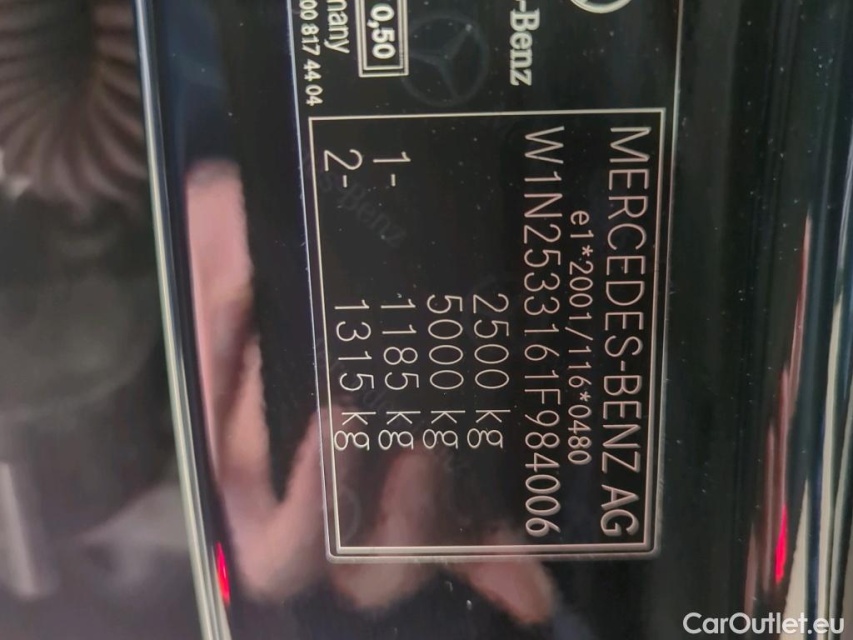 -Benz
0,50
many
00 817 44 04
MERCEDES-BENZ AG
e1*2001/116*0480
W1N2533161F984006
2500 kg
5000 kg
1- 1185 kg
2- 1315 kg
CarOutlet.eu